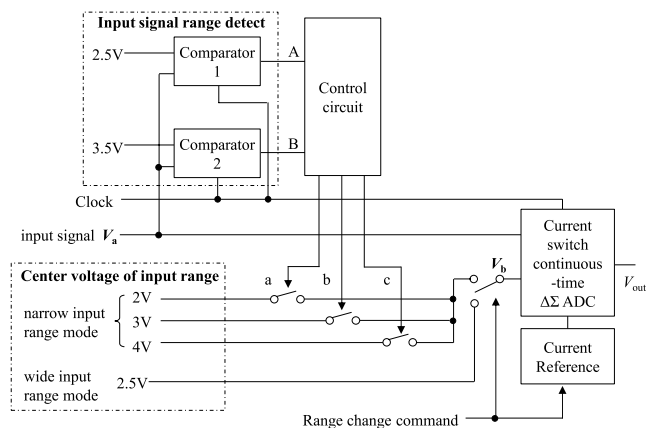 Input signal range detect
2.5V
Comparator
1
A
Control
circuit
3.5V
Comparator
2
B
Clock
input signal Va
Current
switch
continuous
-time
ΔΣ ADC
Vout
Center voltage of input range
a
b
c
Vb
narrow input
range mode
2V
3V
4V
wide input
range mode
2.5V
Current
Reference
Range change command